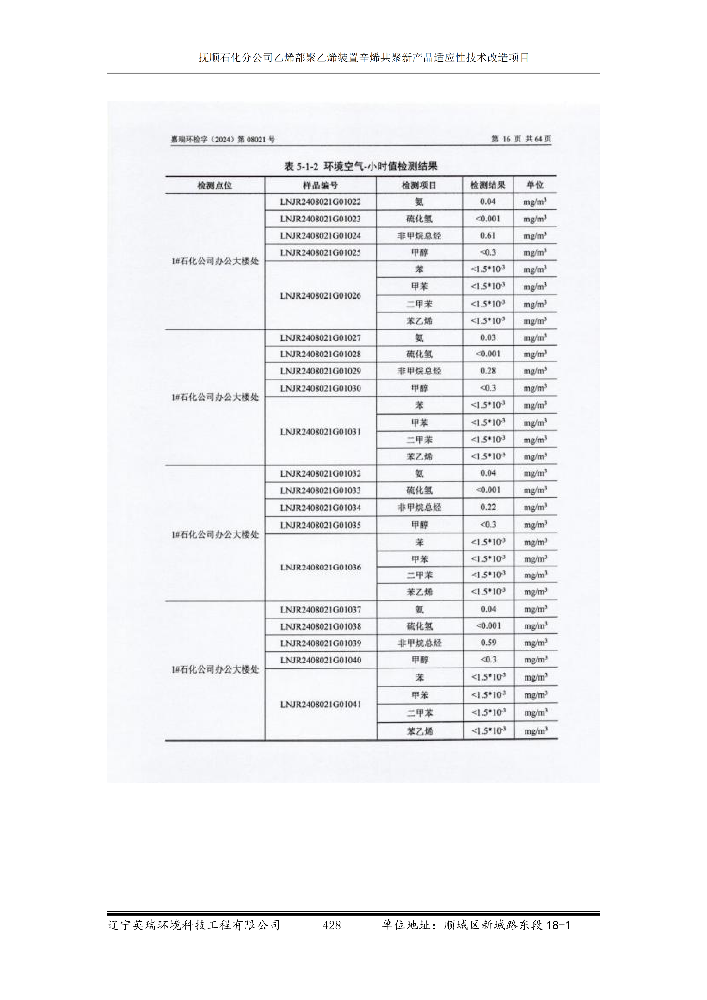 抚顺石化分公司乙烯部聚乙烯装置辛烯共聚新产品适应性技术改造项目
嘉瑞环检字（2024）第 08021 号 第 16 页 共 64 页
表 5-1-2 环境空气-小时值检测结果
检测点位 样品编号 检测项目 检测结果 单位
LNJR2408021G01022 氨 0.04 mg/m³
LNJR2408021G01023 硫化氢 <0.001 mg/m³
LNJR2408021G01024 非甲烷总烃 0.61 mg/m³
LNJR2408021G01025 甲醇 <0.3 mg/m³
1#石化公司办公大楼处
苯 <1.5*10⁻³ mg/m³
甲苯 <1.5*10⁻³ mg/m³
LNJR2408021G01026
二甲苯 <1.5*10⁻³ mg/m³
苯乙烯 <1.5*10⁻³ mg/m³
LNJR2408021G01027 氨 0.03 mg/m³
LNJR2408021G01028 硫化氢 <0.001 mg/m³
LNJR2408021G01029 非甲烷总烃 0.28 mg/m³
LNJR2408021G01030 甲醇 <0.3 mg/m³
1#石化公司办公大楼处
苯 <1.5*10⁻³ mg/m³
甲苯 <1.5*10⁻³ mg/m³
LNJR2408021G01031
二甲苯 <1.5*10⁻³ mg/m³
苯乙烯 <1.5*10⁻³ mg/m³
LNJR2408021G01032 氨 0.04 mg/m³
LNJR2408021G01033 硫化氢 <0.001 mg/m³
LNJR2408021G01034 非甲烷总烃 0.22 mg/m³
LNJR2408021G01035 甲醇 <0.3 mg/m³
1#石化公司办公大楼处
苯 <1.5*10⁻³ mg/m³
甲苯 <1.5*10⁻³ mg/m³
LNJR2408021G01036
二甲苯 <1.5*10⁻³ mg/m³
苯乙烯 <1.5*10⁻³ mg/m³
LNJR2408021G01037 氨 0.04 mg/m³
LNJR2408021G01038 硫化氢 <0.001 mg/m³
LNJR2408021G01039 非甲烷总烃 0.59 mg/m³
LNJR2408021G01040 甲醇 <0.3 mg/m³
1#石化公司办公大楼处
苯 <1.5*10⁻³ mg/m³
甲苯 <1.5*10⁻³ mg/m³
LNJR2408021G01041
二甲苯 <1.5*10⁻³ mg/m³
苯乙烯 <1.5*10⁻³ mg/m³
辽宁英瑞环境科技工程有限公司 428 单位地址：顺城区新城路东段 18-1